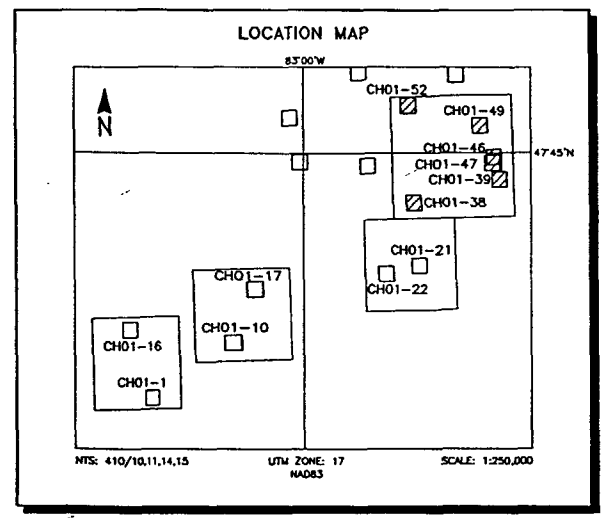 LOCATION MAP
83°00'W
CH01-52
N
CH01-49
CH01-46
47°45'N
CH01-47
CH01-39
CH01-38
CH01-21
CH01-17
CH01-22
CH01-10
CH01-16
CH01-1
NTS: 410/10,11,14,15
UTM ZONE: 17
SCALE: 1:250,000
NAD83